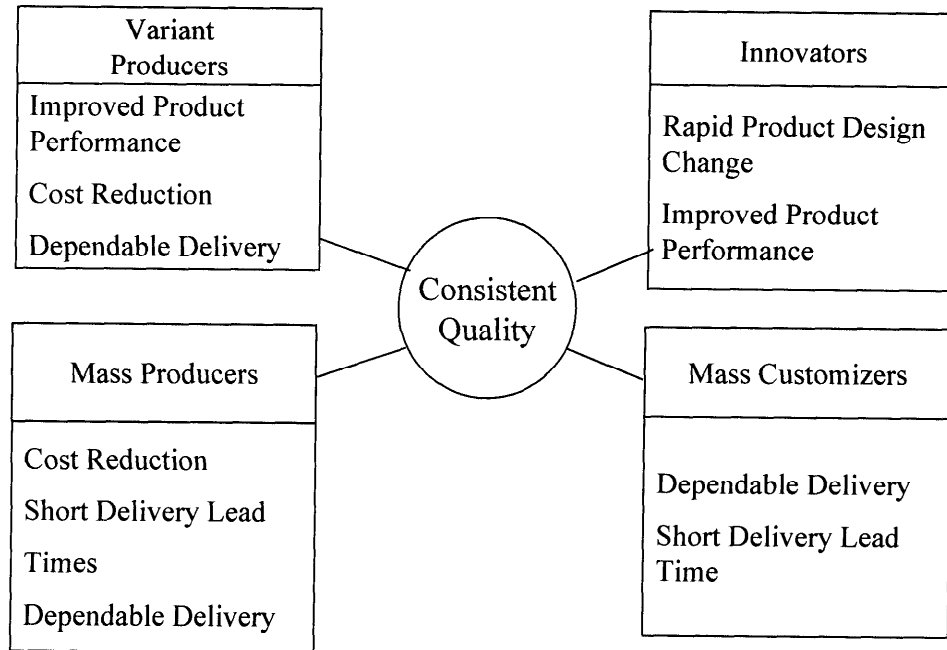 Variant
Producers
Improved Product
Performance
Cost Reduction
Dependable Delivery
Innovators
Rapid Product Design
Change
Improved Product
Performance
Consistent
Quality
Mass Producers
Cost Reduction
Short Delivery Lead
Times
Dependable Delivery
Mass Customizers
Dependable Delivery
Short Delivery Lead
Time